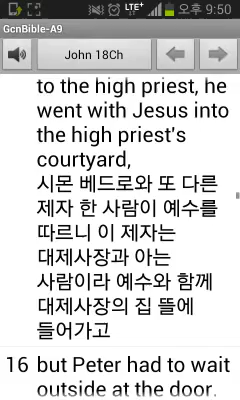 LTE 오후 9:50
GcnBible-A9
John 18Ch
to the high priest, he
went with Jesus into
the high priest's
courtyard,
시몬 베드로와 또 다른
제자 한 사람이 예수를
따르니 이 제자는
대제사장과 아는
사람이라 예수와 함께
대제사장의 집 뜰에
들어가고
16 but Peter had to wait
outside at the door.